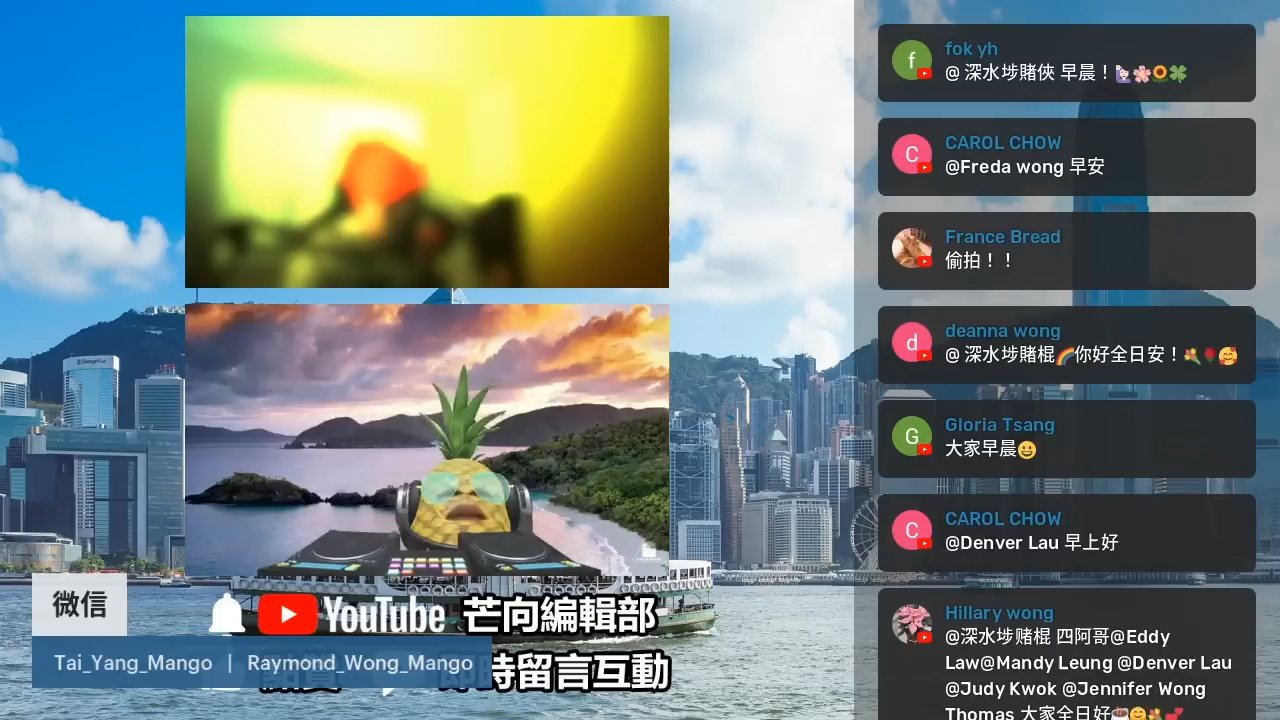 fok yh
@ 深水埗賭俠 早晨！🙋🏻‍♀️🌸🌻🍀
CAROL CHOW
@Freda wong 早安
France Bread
偷拍！！
deanna wong
@ 深水埗賭棍🌈你好全日安！💐🌹🥰
Gloria Tsang
大家早晨😀
CAROL CHOW
@Denver Lau 早上好
Hillary wong
@深水埗赌棍 四阿哥@Eddy
Law@Mandy Leung @Denver Lau
@Judy Kwok @Jennifer Wong
Thomas 大家全日好☕😊💐💕
微信
Tai_Yang_Mango | Raymond_Wong_Mango
YouTube 芒向編輯部
即時留言互動